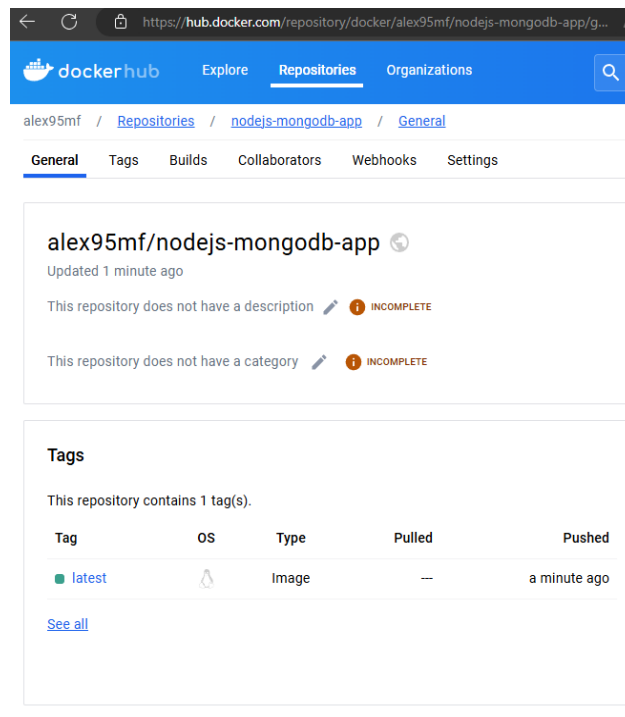 https://hub.docker.com/repository/docker/alex95mf/nodejs-mongodb-app/g...
dockerhub Explore Repositories Organizations
alex95mf / Repositories / nodejs-mongodb-app / General
General Tags Builds Collaborators Webhooks Settings
alex95mf/nodejs-mongodb-app
Updated 1 minute ago
This repository does not have a description INCOMPLETE
This repository does not have a category INCOMPLETE
Tags
This repository contains 1 tag(s).
Tag OS Type Pulled Pushed
latest Image --- a minute ago
See all